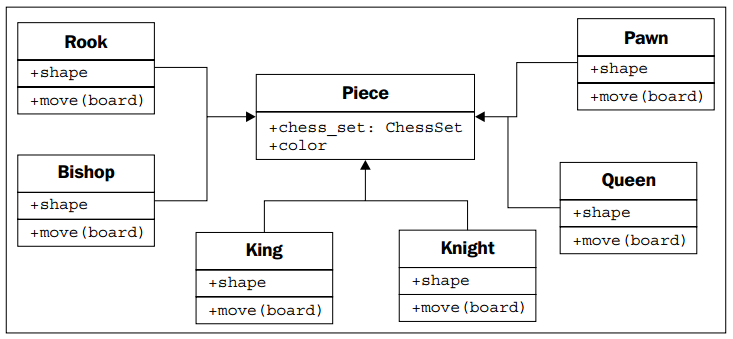 Rook
+shape
+move(board)
Pawn
+shape
+move(board)
Piece
+chess_set: ChessSet
+color
Bishop
+shape
+move(board)
Queen
+shape
+move(board)
King
+shape
+move(board)
Knight
+shape
+move(board)